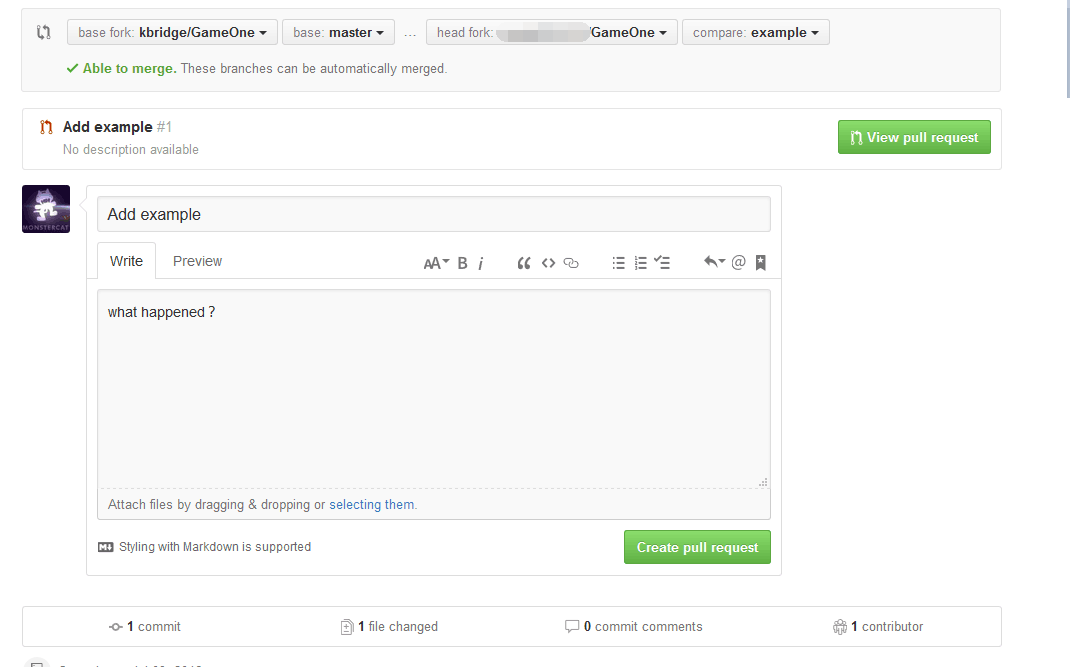 base fork: kbridge/GameOne base: master ... head fork: /GameOne compare: example
Able to merge. These branches can be automatically merged.
Add example #1
View pull request
No description available
MONSTERCAT
Add example
Write Preview AA B i @
what happened ?
Attach files by dragging & dropping or selecting them.
Styling with Markdown is supported
Create pull request
1 commit 1 file changed 0 commit comments 1 contributor